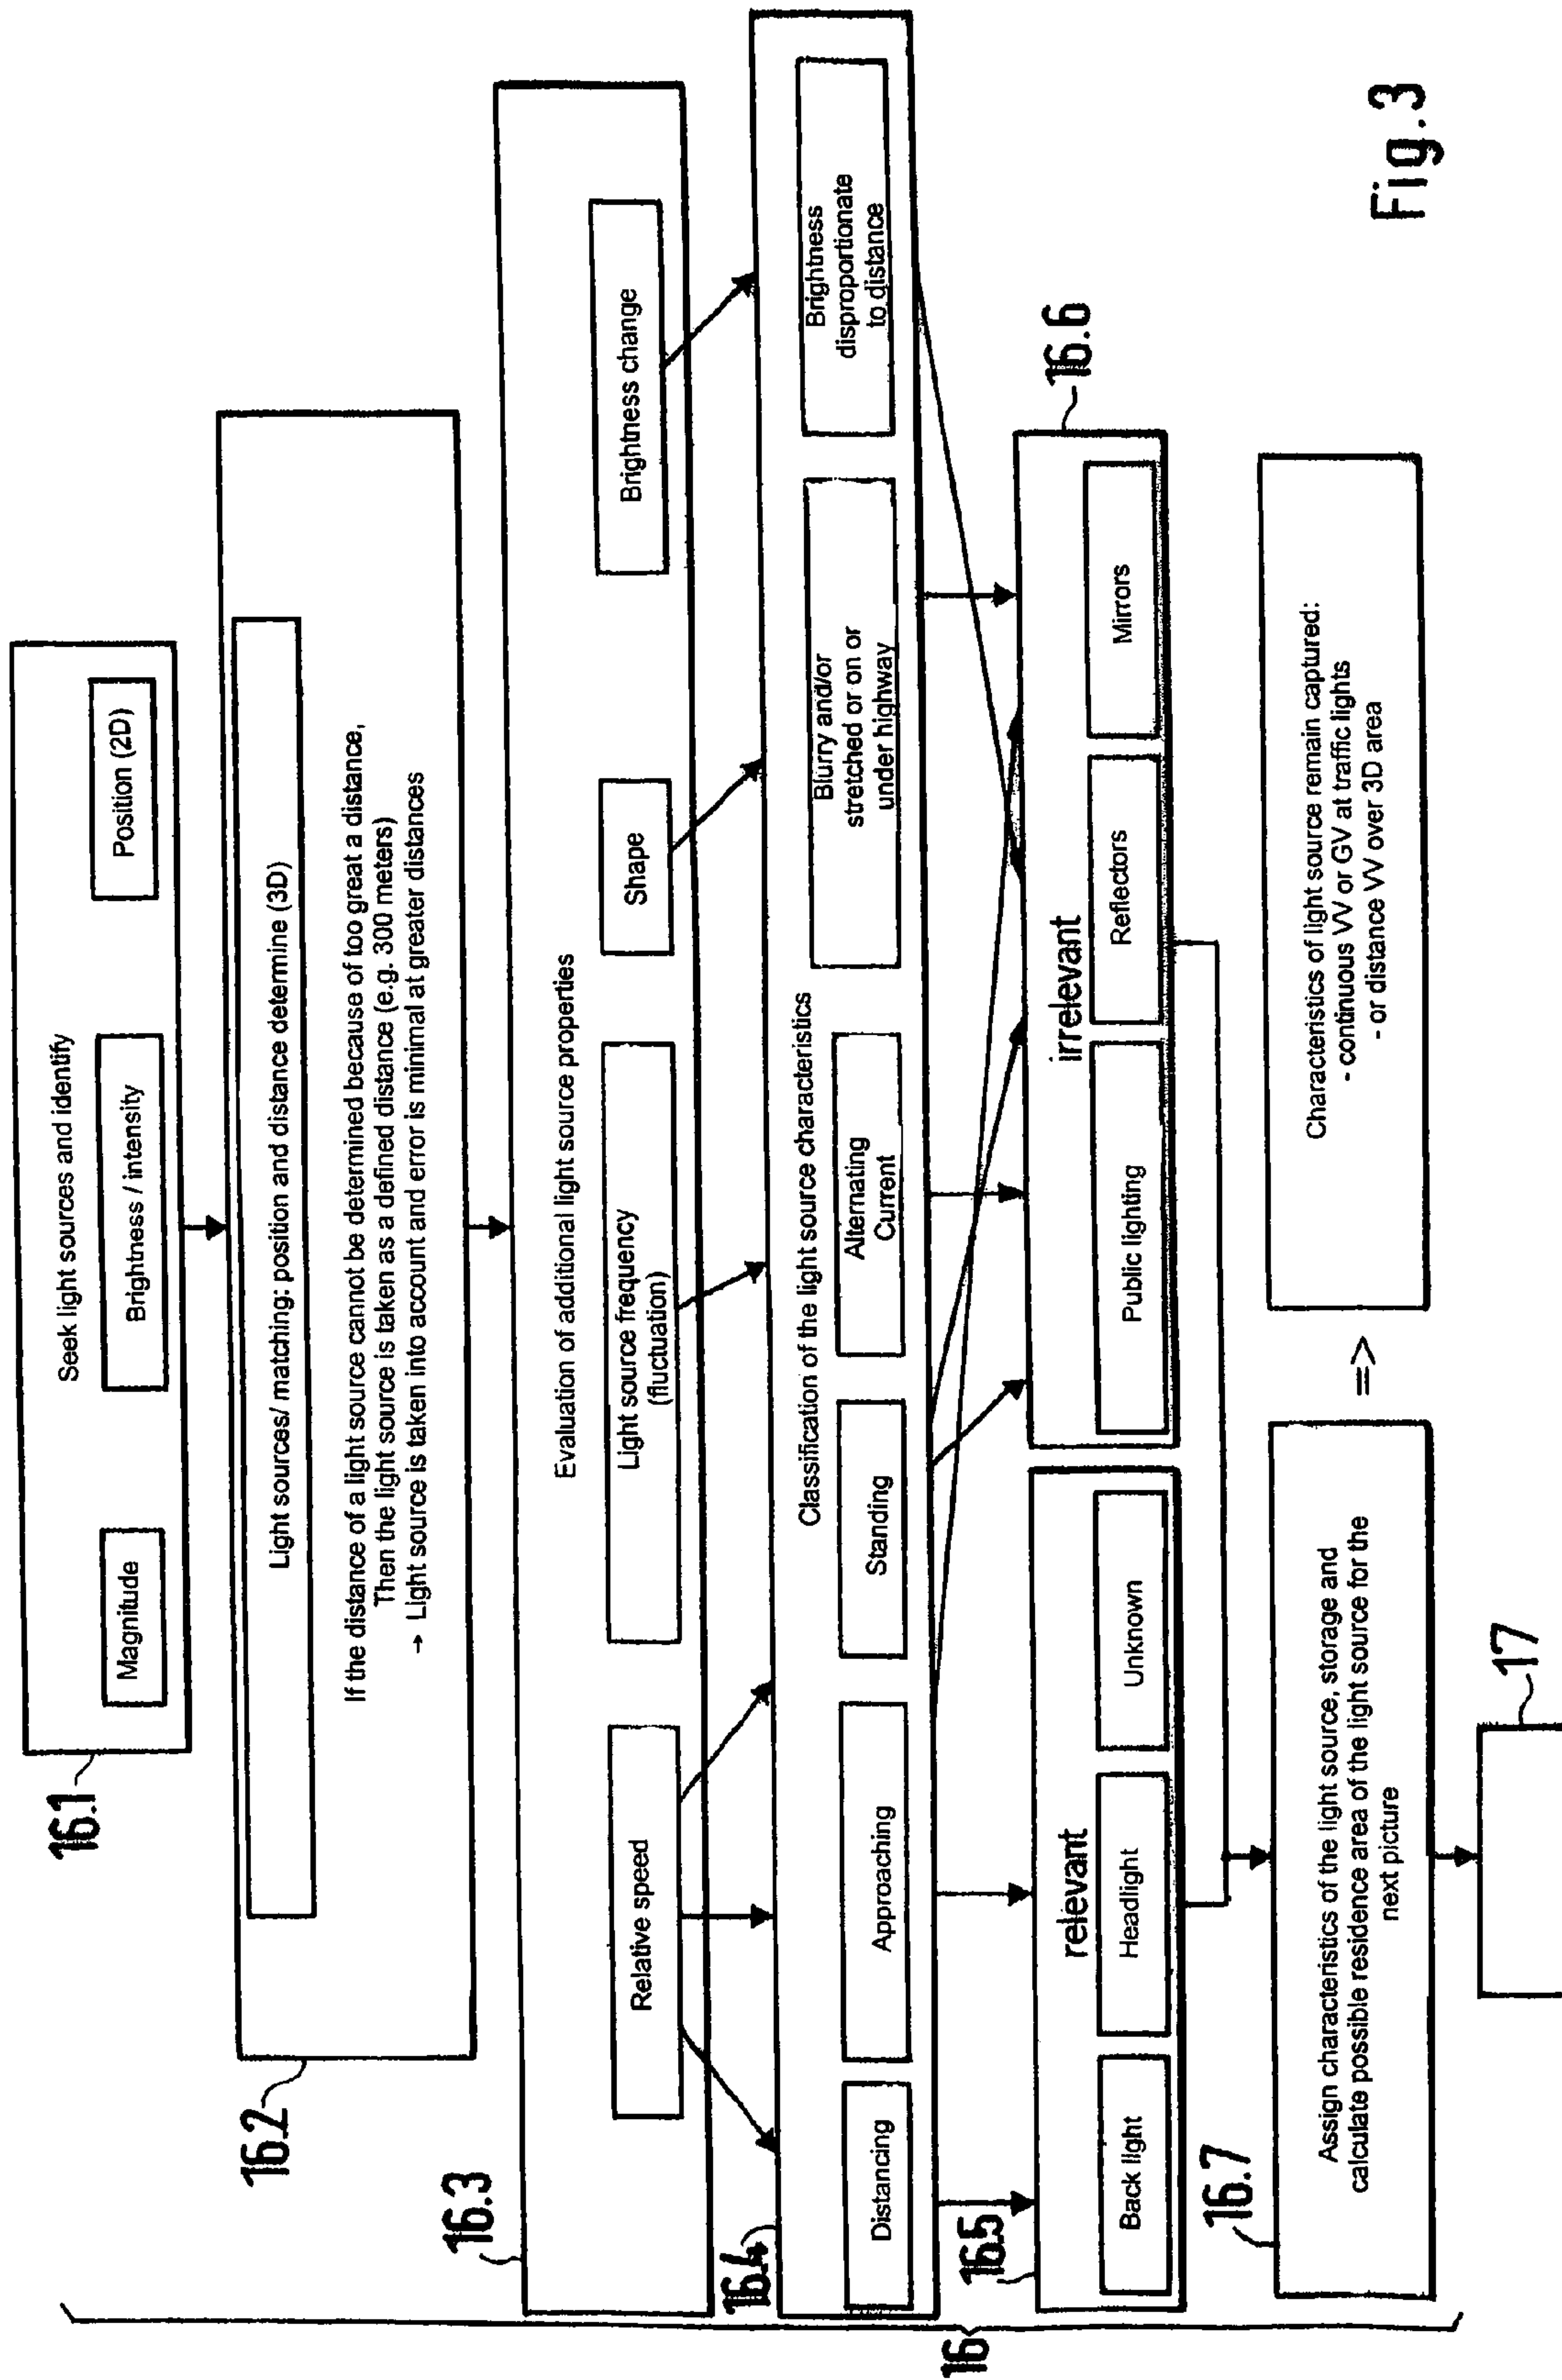 16.1
Seek light sources and identify
Magnitude
Brightness / intensity
Position (2D)
16.2
Light sources/ matching: position and distance determine (3D)
If the distance of a light source cannot be determined because of too great a distance,
Then the light source is taken as a defined distance (e.g. 300 meters)
→ Light source is taken into account and error is minimal at greater distances
16.3
Evaluation of additional light source properties
Relative speed
Light source frequency
(fluctuation)
Shape
Brightness change
16.4
Classification of the light source characteristics
Distancing
Approaching
Standing
Alternating
Current
Blurry and/or
stretched or on or
under highway
Brightness
disproportionate
to distance
16.5
relevant
Back light
Headlight
Unknown
16.6
irrelevant
Public lighting
Reflectors
Mirrors
16.7
Assign characteristics of the light source, storage and
calculate possible residence area of the light source for the
next picture
=>
Characteristics of light source remain captured:
- continuous VV or GV at traffic lights
- or distance VV over 3D area
16
17
Fig.3